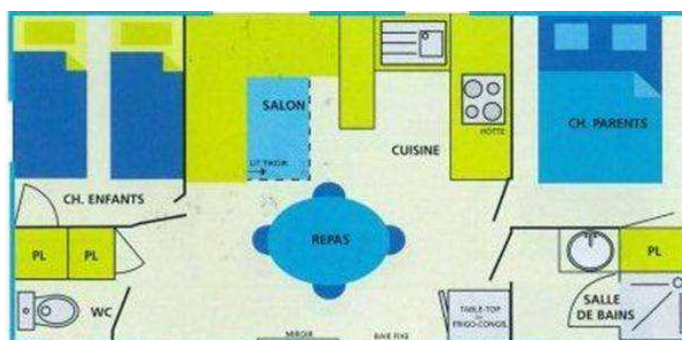 SALON
LIT TIROIR
CUISINE
HOTTE
CH. PARENTS
CH. ENFANTS
REPAS
PL
PL
PL
WC
TABLE-TOP
FRIGO-CONGEL
SALLE
DE BAINS
MIROIR
BAIE FIXE